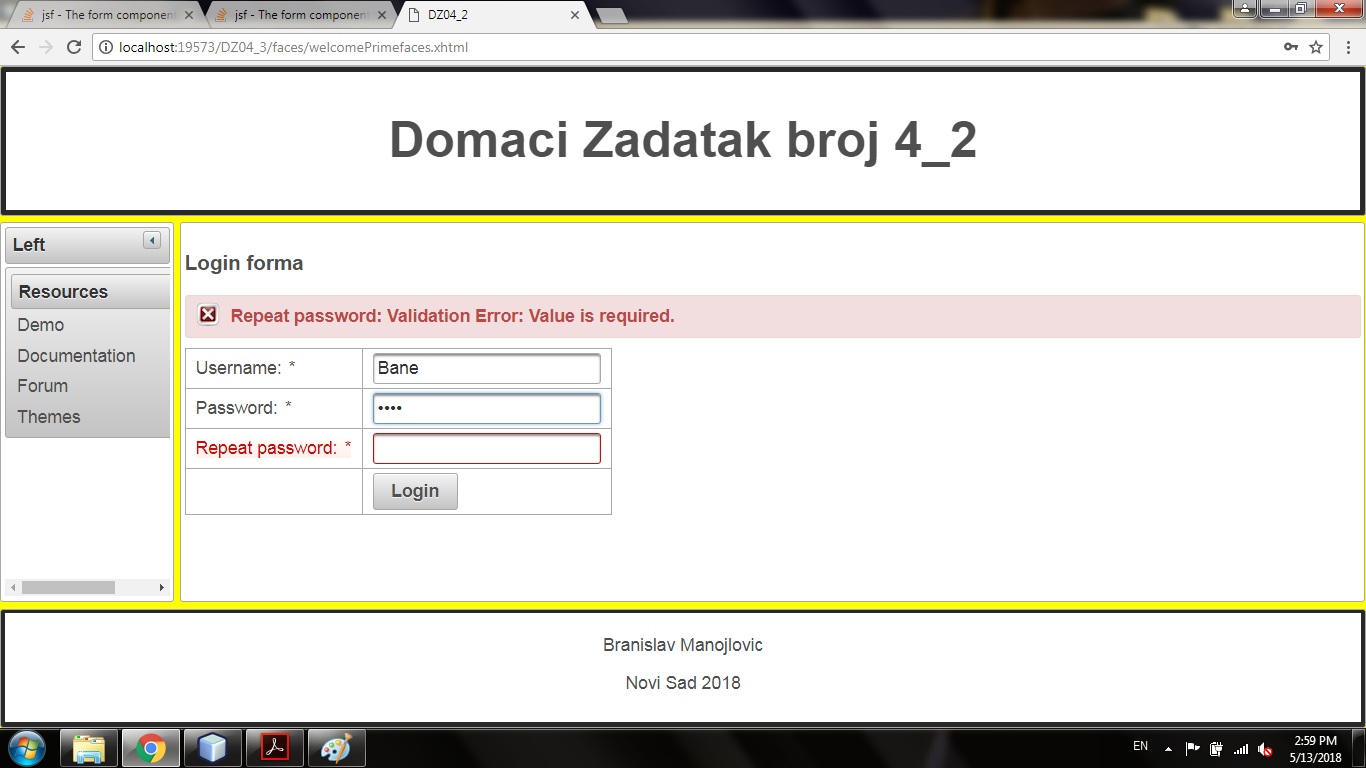 jsf - The form component
jsf - The form component
DZ04_2
localhost:19573/DZ04_3/faces/welcomePrimefaces.xhtml
Domaci Zadatak broj 4_2
Left
Resources
Demo
Documentation
Forum
Themes
Login forma
Repeat password: Validation Error: Value is required.
Username: *
Bane
Password: *
••••
Repeat password: *
Login
Branislav Manojlovic
Novi Sad 2018
EN
2:59 PM
5/13/2018